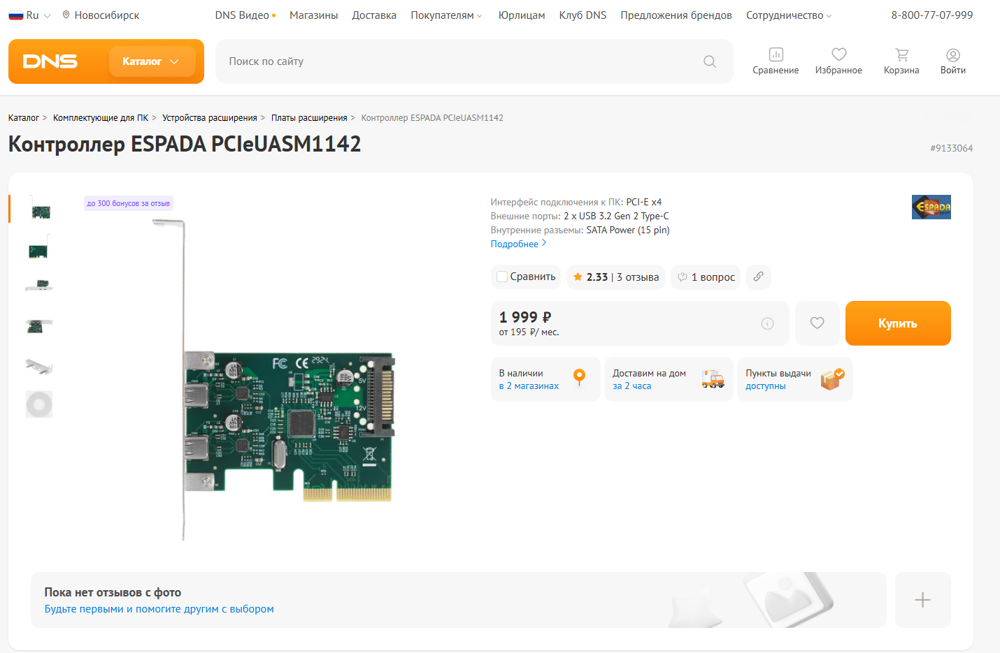 Ru Новосибирск DNS Видео Магазины Доставка Покупателям Юрлицам Клуб DNS Предложения брендов Сотрудничество 8-800-77-07-999
DNS Каталог Поиск по сайту Сравнение Избранное Корзина Войти
Каталог > Комплектующие для ПК > Устройства расширения > Платы расширения > Контроллер ESPADA PCIeUASM1142
Контроллер ESPADA PCIeUASM1142
#9133064
до 300 бонусов за отзыв
Интерфейс подключения к ПК: PCI-E x4
Внешние порты: 2 x USB 3.2 Gen 2 Type-C
Внутренние разъемы: SATA Power (15 pin)
Подробнее
ESPADA
Сравнить 2.33 | 3 отзыва 1 вопрос
1 999 ₽
от 195 ₽/ мес.
Купить
В наличии
в 2 магазинах
Доставим на дом
за 2 часа
Пункты выдачи
доступны
FC CE 2924
5V
12V
Пока нет отзывов с фото
Будьте первыми и помогите другим с выбором